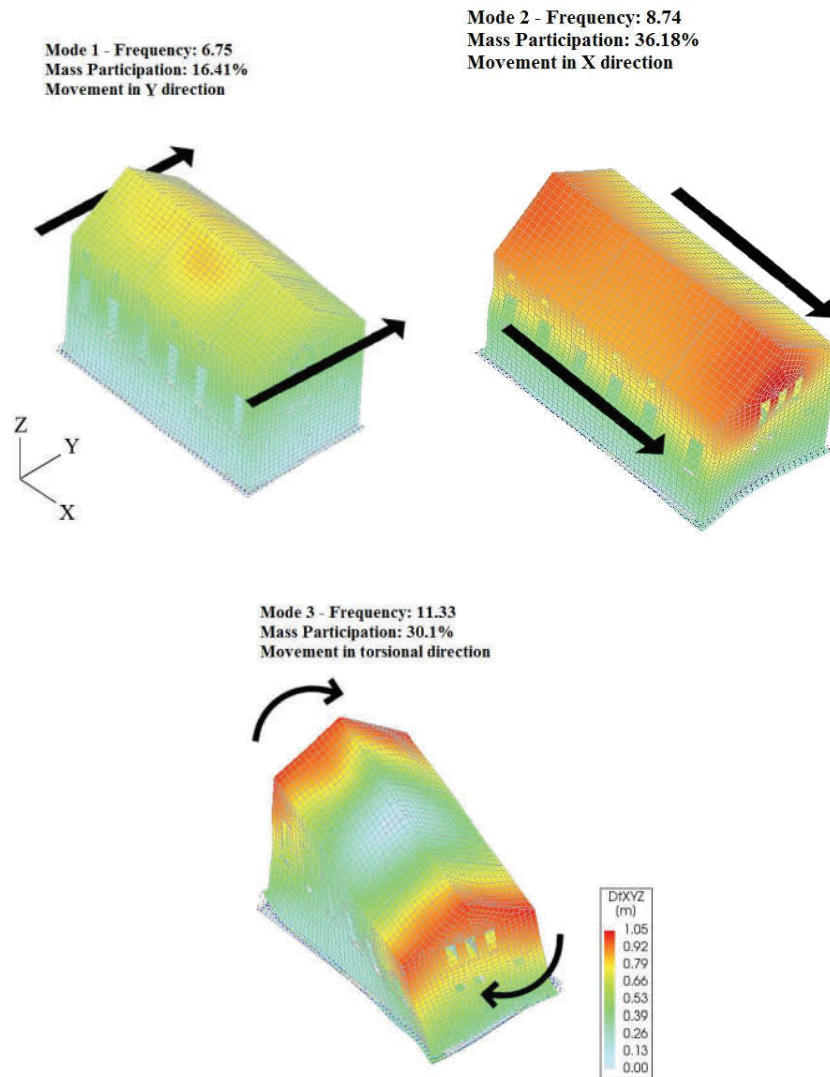 Mode 1 - Frequency: 6.75
Mass Participation: 16.41%
Movement in Y direction
Mode 2 - Frequency: 8.74
Mass Participation: 36.18%
Movement in X direction
Z
Y
X
Mode 3 - Frequency: 11.33
Mass Participation: 30.1%
Movement in torsional direction
DtXYZ
(m)
1.05
0.92
0.79
0.66
0.53
0.39
0.26
0.13
0.00